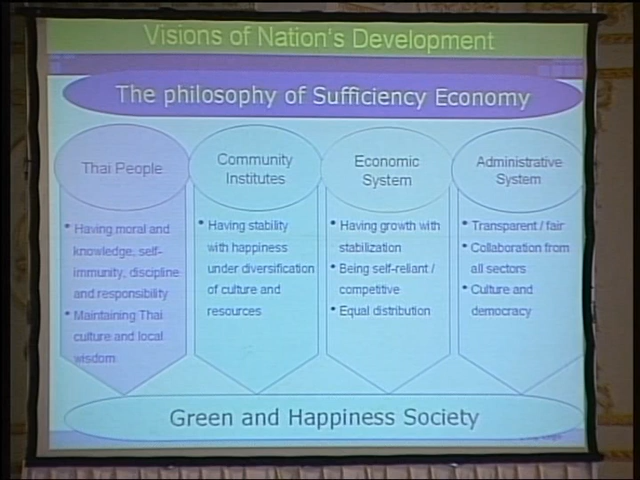 Visions of Nation's Development
The philosophy of Sufficiency Economy
Thai People
Community
Institutes
Economic
System
Administrative
System
• Having moral and
knowledge, self-
immunity, discipline
and responsibility
• Maintaining Thai
culture and local
wisdom
• Having stability
with happiness
under diversification
of culture and
resources
• Having growth with
stabilization
• Being self-reliant /
competitive
• Equal distribution
• Transparent / fair
• Collaboration from
all sectors
• Culture and
democracy
Green and Happiness Society